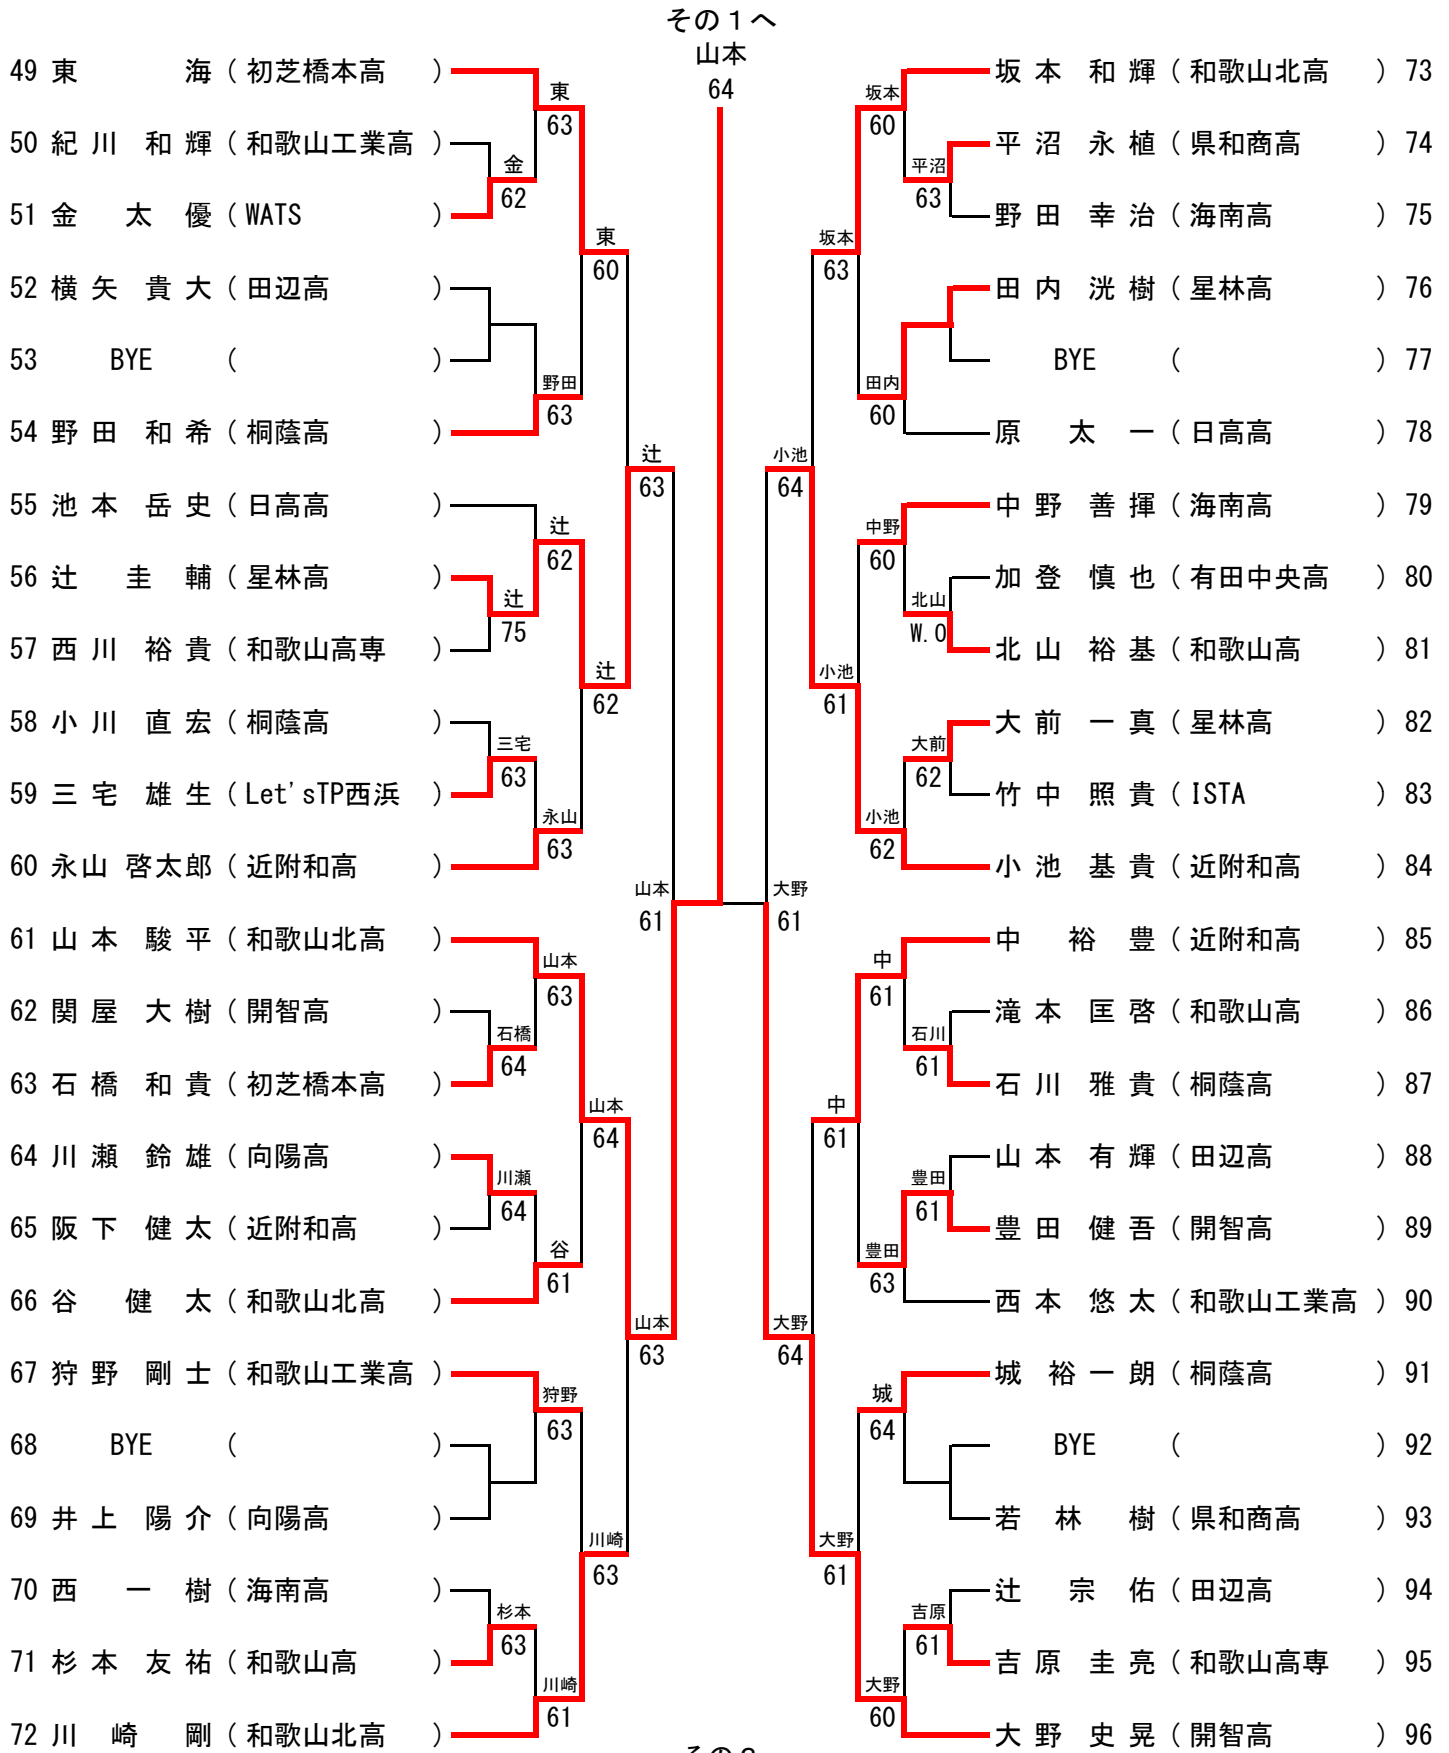 その１へ
山本
64
49 東 海 ( 初芝橋本高 )
50 紀川 和輝 ( 和歌山工業高 )
51 金 太優 ( WATS )
52 横矢 貴大 ( 田辺高 )
53 BYE ( )
54 野田 和希 ( 桐蔭高 )
55 池本 岳史 ( 日高高 )
56 辻 圭輔 ( 星林高 )
57 西川 裕貴 ( 和歌山高専 )
58 小川 直宏 ( 桐蔭高 )
59 三宅 雄生 ( Let'sTP西浜 )
60 永山 啓太郎 ( 近附和高 )
61 山本 駿平 ( 和歌山北高 )
62 関屋 大樹 ( 開智高 )
63 石橋 和貴 ( 初芝橋本高 )
64 川瀬 鈴雄 ( 向陽高 )
65 阪下 健太 ( 近附和高 )
66 谷 健太 ( 和歌山北高 )
67 狩野 剛士 ( 和歌山工業高 )
68 BYE ( )
69 井上 陽介 ( 向陽高 )
70 西 一樹 ( 海南高 )
71 杉本 友祐 ( 和歌山高 )
72 川崎 剛 ( 和歌山北高 )
東
63
金
62
東
60
野田
63
辻
63
辻
62
辻
75
辻
62
三宅
63
永山
63
山本
61
山本
63
石橋
64
山本
64
川瀬
64
谷
61
山本
63
狩野
63
川崎
63
杉本
63
川崎
61
坂本 和輝 ( 和歌山北高 ) 73
平沼 永植 ( 県和商高 ) 74
野田 幸治 ( 海南高 ) 75
田内 洸樹 ( 星林高 ) 76
BYE ( ) 77
原 太一 ( 日高高 ) 78
中野 善揮 ( 海南高 ) 79
加登 慎也 ( 有田中央高 ) 80
北山 裕基 ( 和歌山高 ) 81
大前 一真 ( 星林高 ) 82
竹中 照貴 ( ISTA ) 83
小池 基貴 ( 近附和高 ) 84
中 裕豊 ( 近附和高 ) 85
滝本 匡啓 ( 和歌山高 ) 86
石川 雅貴 ( 桐蔭高 ) 87
山本 有輝 ( 田辺高 ) 88
豊田 健吾 ( 開智高 ) 89
西本 悠太 ( 和歌山工業高 ) 90
城 裕一朗 ( 桐蔭高 ) 91
BYE ( ) 92
若林 樹 ( 県和商高 ) 93
辻 宗佑 ( 田辺高 ) 94
吉原 圭亮 ( 和歌山高専 ) 95
大野 史晃 ( 開智高 ) 96
坂本
60
平沼
63
坂本
63
田内
60
小池
64
中野
60
北山
W.O
小池
61
大前
62
小池
62
大野
61
中
61
石川
61
中
61
豊田
61
豊田
63
大野
64
城
64
大野
61
吉原
61
大野
60